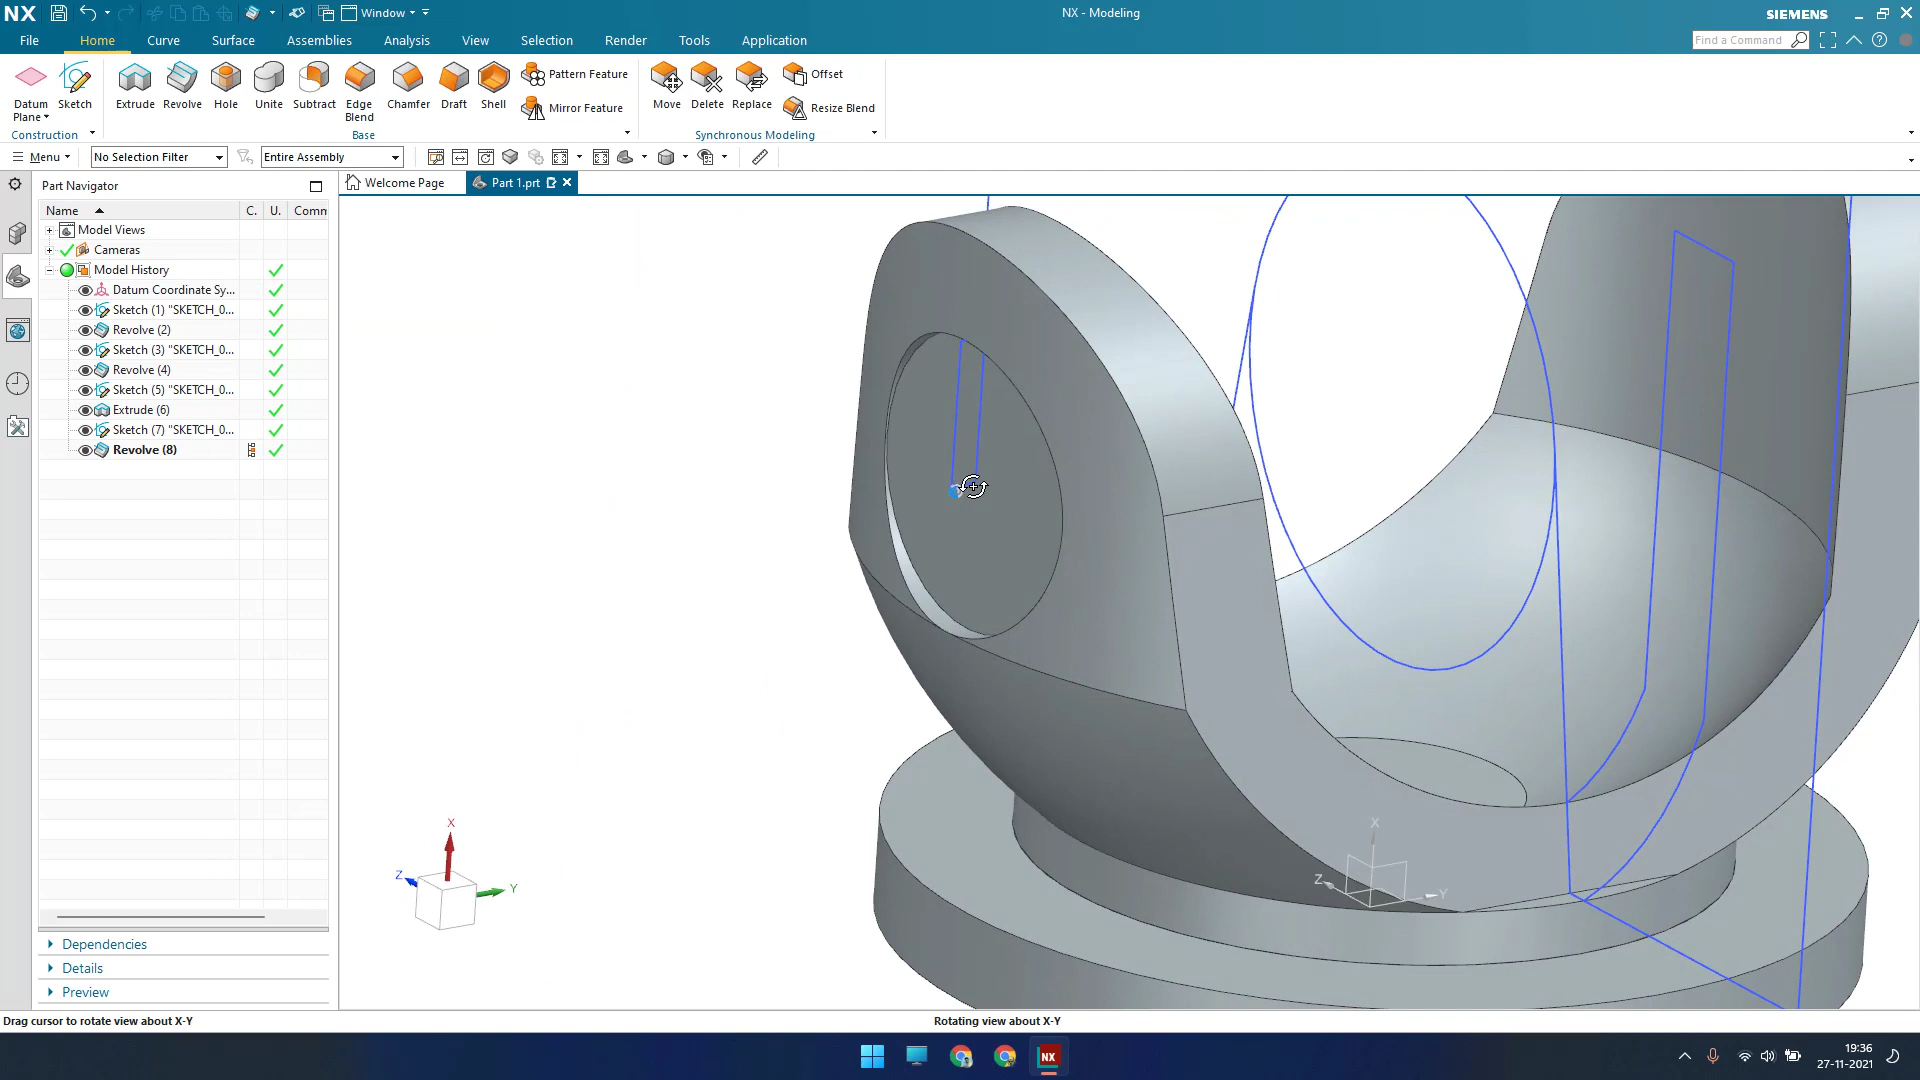 NX Window NX - Modeling SIEMENS
File Home Curve Surface Assemblies Analysis View Selection Render Tools Application Find a Command
Datum Plane Sketch Extrude Revolve Hole Unite Subtract Edge Blend Chamfer Draft Shell Pattern Feature Mirror Feature Move Delete Replace Offset Resize Blend
Construction Base Synchronous Modeling
Menu No Selection Filter Entire Assembly
Part Navigator Welcome Page Part 1.prt
Name C. U. Comm
Model Views
Cameras
Model History
Datum Coordinate Sy...
Sketch (1) "SKETCH_0...
Revolve (2)
Sketch (3) "SKETCH_0...
Revolve (4)
Sketch (5) "SKETCH_0...
Extrude (6)
Sketch (7) "SKETCH_0...
Revolve (8)
X
Z
Y
X
Z
Y
Dependencies
Details
Preview
Drag cursor to rotate view about X-Y Rotating view about X-Y
NX
19:36
27-11-2021